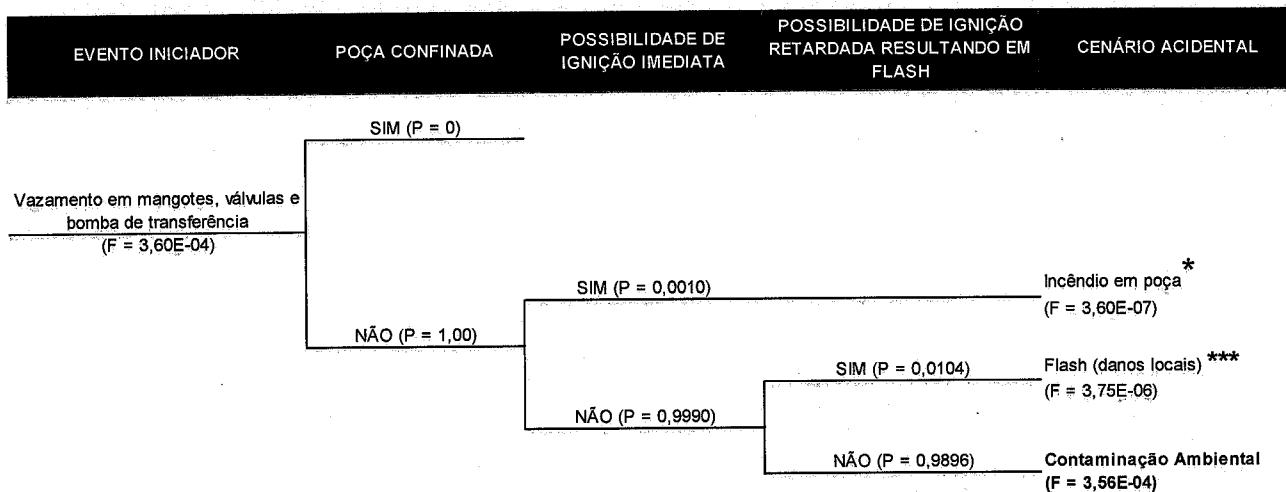 EVENTO INICIADOR
POÇA CONFINADA
POSSIBILIDADE DE
IGNIÇÃO IMEDIATA
POSSIBILIDADE DE IGNIÇÃO
RETARDADA RESULTANDO EM
FLASH
CENÁRIO ACIDENTAL
SIM (P = 0)
Vazamento em mangotes, válvulas e
bomba de transferência
(F = 3,60E-04)
SIM (P = 0,0010)
Incêndio em poça *
(F = 3,60E-07)
NÃO (P = 1,00)
SIM (P = 0,0104)
Flash (danos locais) ***
(F = 3,75E-06)
NÃO (P = 0,9990)
NÃO (P = 0,9896)
Contaminação Ambiental
(F = 3,56E-04)